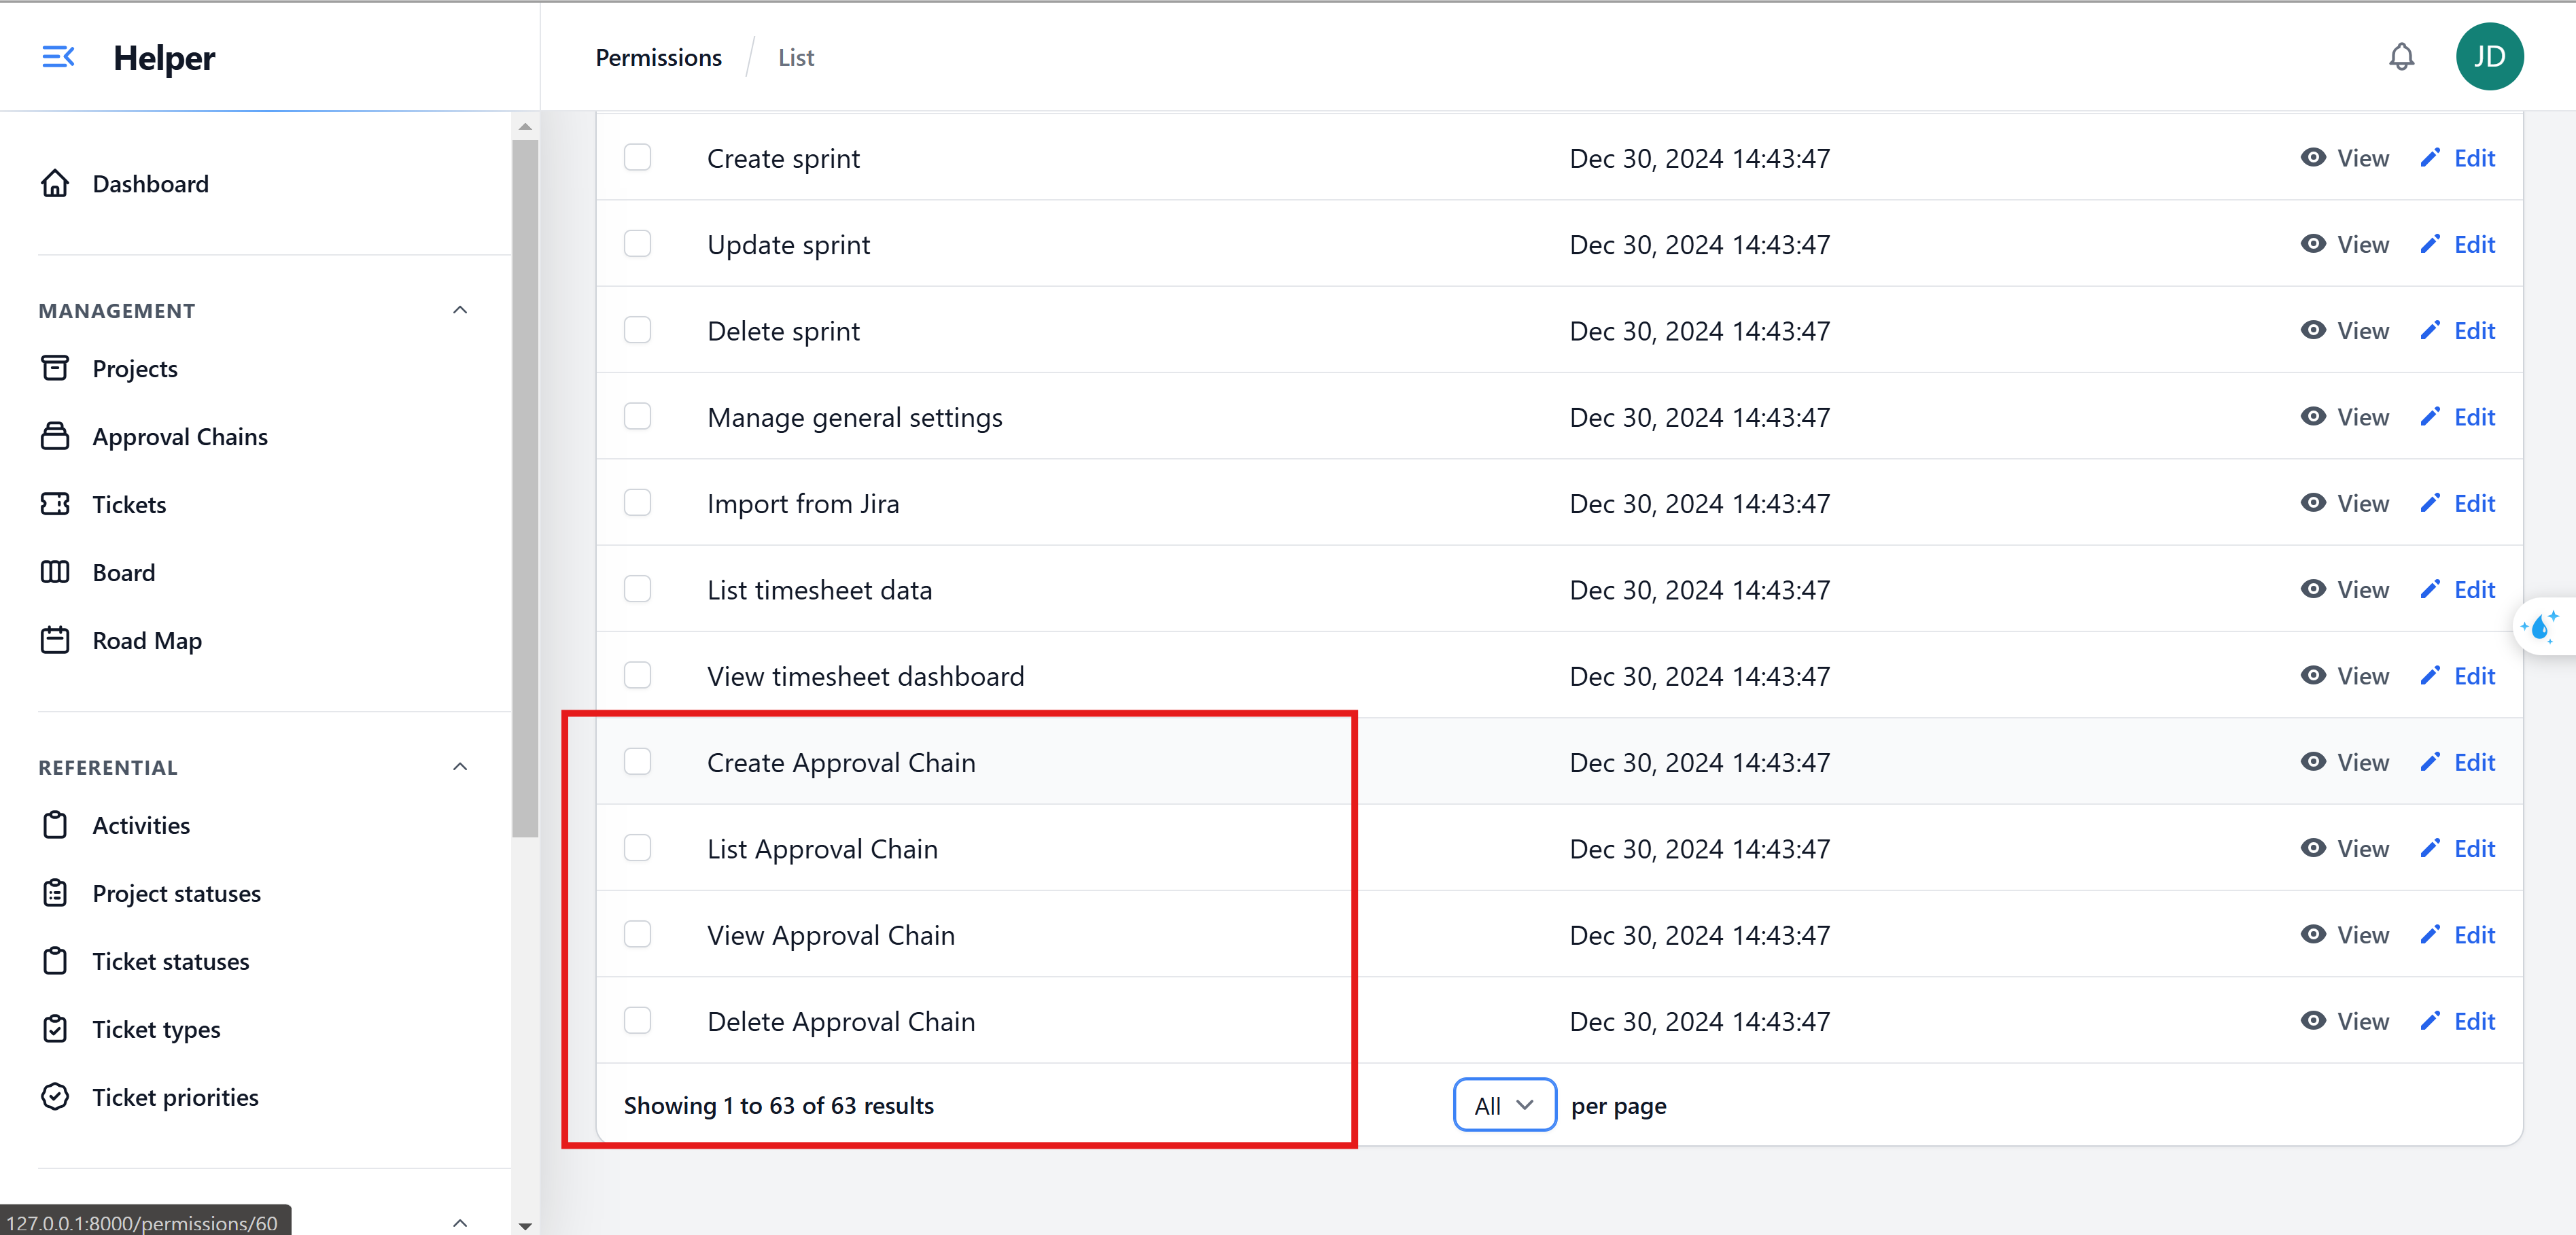 Helper
Permissions / List
JD
Dashboard
MANAGEMENT
Projects
Approval Chains
Tickets
Board
Road Map
REFERENTIAL
Activities
Project statuses
Ticket statuses
Ticket types
Ticket priorities
127.0.0.1:8000/permissions/60
Create sprint Dec 30, 2024 14:43:47 View Edit
Update sprint Dec 30, 2024 14:43:47 View Edit
Delete sprint Dec 30, 2024 14:43:47 View Edit
Manage general settings Dec 30, 2024 14:43:47 View Edit
Import from Jira Dec 30, 2024 14:43:47 View Edit
List timesheet data Dec 30, 2024 14:43:47 View Edit
View timesheet dashboard Dec 30, 2024 14:43:47 View Edit
Create Approval Chain Dec 30, 2024 14:43:47 View Edit
List Approval Chain Dec 30, 2024 14:43:47 View Edit
View Approval Chain Dec 30, 2024 14:43:47 View Edit
Delete Approval Chain Dec 30, 2024 14:43:47 View Edit
Showing 1 to 63 of 63 results All per page